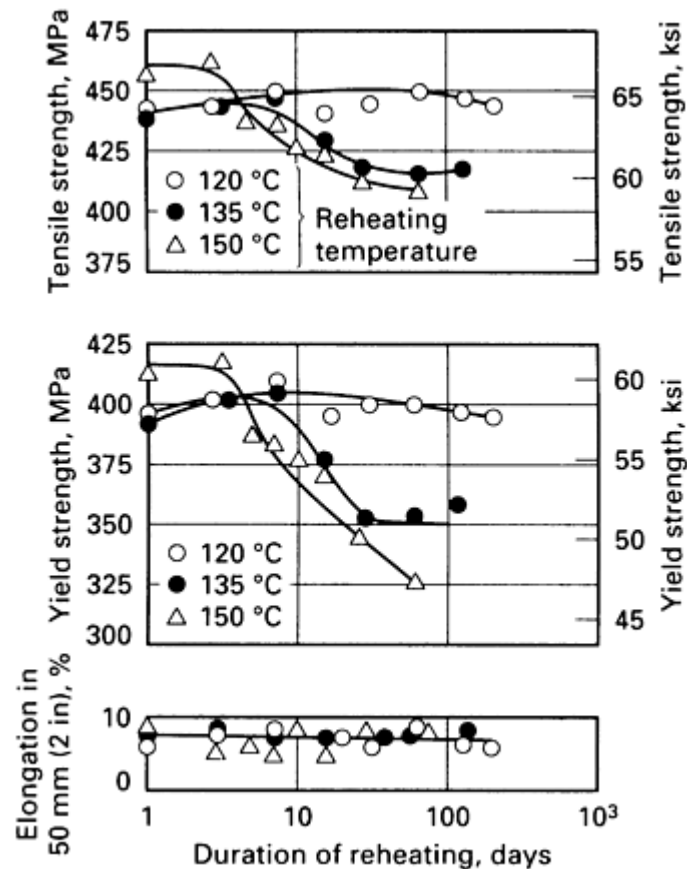 Tensile strength, MPa
475
450
425
400
375
○ 120 °C
● 135 °C
△ 150 °C
Reheating
temperature
65
60
55
Tensile strength, ksi
Yield strength, MPa
425
400
375
350
325
300
○ 120 °C
● 135 °C
△ 150 °C
60
55
50
45
Yield strength, ksi
Elongation in
50 mm (2 in), %
10
0
1 10 100 10³
Duration of reheating, days